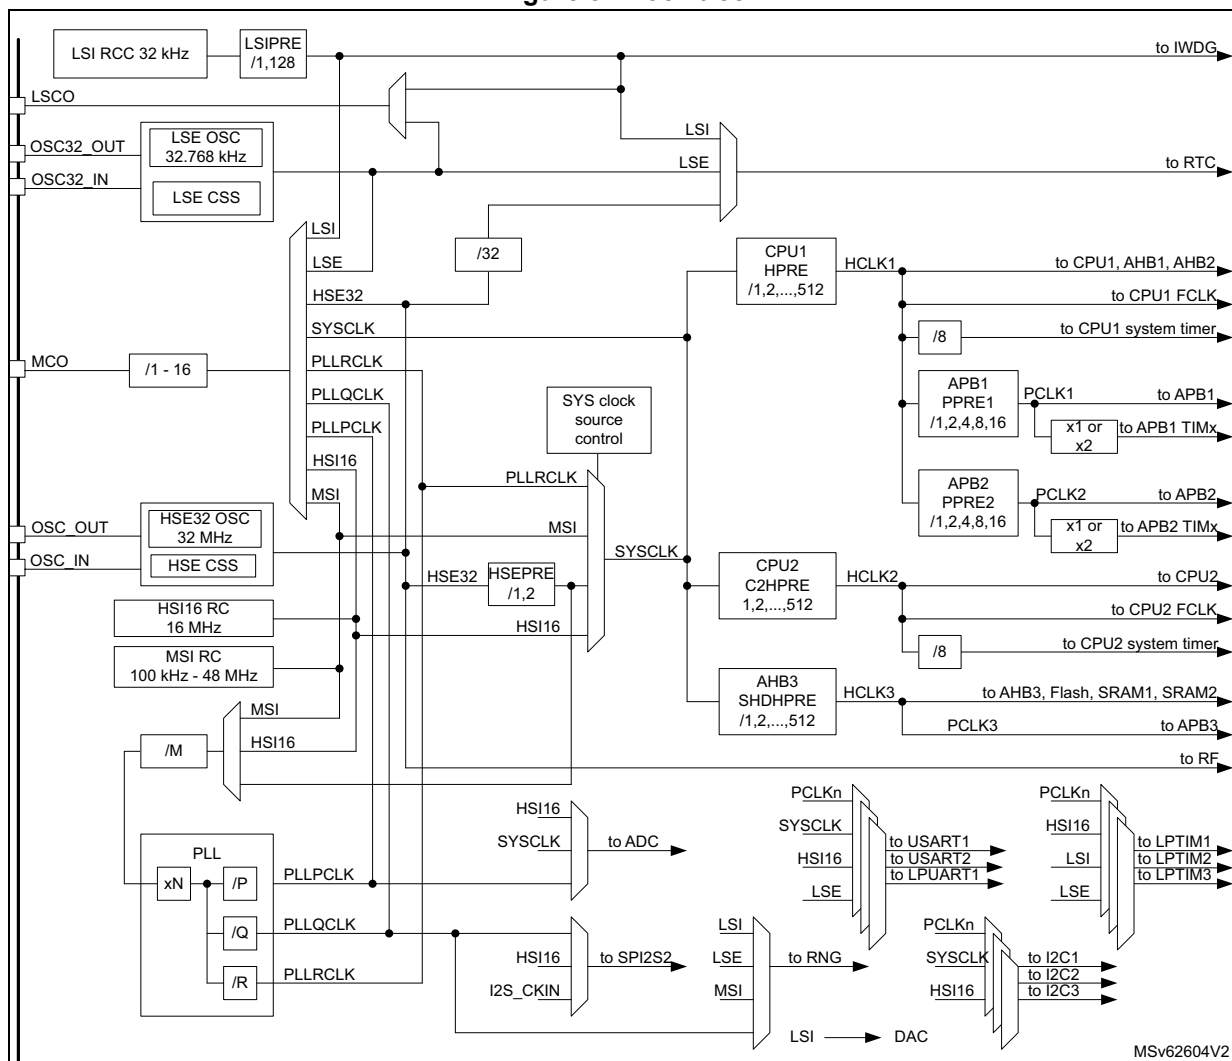 LSI RCC 32 kHz
LSIPRE
/1,128
to IWDG
LSCO
OSC32_OUT
LSE OSC
32.768 kHz
OSC32_IN
LSE CSS
LSI
LSE
to RTC
LSI
LSE
HSE32
SYSCLK
PLLRCLK
PLLQCLK
PLLPCLK
HSI16
MSI
/32
MCO
/1 - 16
CPU1
HPRE
/1,2,...,512
HCLK1
to CPU1, AHB1, AHB2
to CPU1 FCLK
/8
to CPU1 system timer
APB1
PPRE1
/1,2,4,8,16
PCLK1
to APB1
x1 or
x2
to APB1 TIMx
APB2
PPRE2
/1,2,4,8,16
PCLK2
to APB2
x1 or
x2
to APB2 TIMx
SYS clock
source
control
PLLRCLK
MSI
HSE32
HSEPRE
/1,2
HSI16
SYSCLK
OSC_OUT
HSE32 OSC
32 MHz
OSC_IN
HSE CSS
HSI16 RC
16 MHz
MSI RC
100 kHz - 48 MHz
CPU2
C2HPRE
1,2,...,512
HCLK2
to CPU2
to CPU2 FCLK
/8
to CPU2 system timer
AHB3
SHDHPRE
/1,2,...,512
HCLK3
to AHB3, Flash, SRAM1, SRAM2
PCLK3
to APB3
to RF
MSI
HSI16
/M
PLL
xN
/P
PLLPCLK
/Q
PLLQCLK
/R
PLLRCLK
HSI16
SYSCLK
to ADC
HSI16
I2S_CKIN
to SPI2S2
LSI
LSE
MSI
to RNG
LSI
DAC
PCLKn
SYSCLK
HSI16
LSE
to USART1
to USART2
to LPUART1
PCLKn
HSI16
LSI
LSE
to LPTIM1
to LPTIM2
to LPTIM3
PCLKn
SYSCLK
HSI16
to I2C1
to I2C2
to I2C3
MSv62604V2